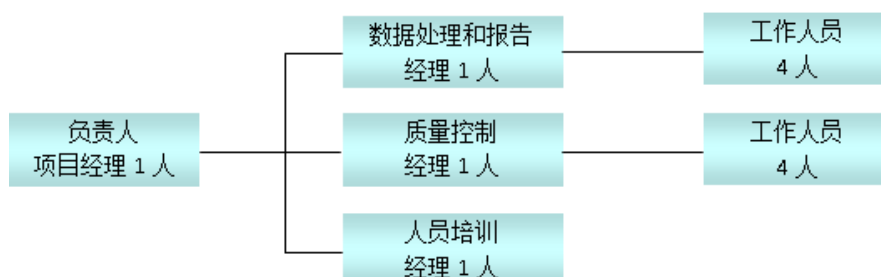 数据处理和报告
经理 1 人
工作人员
4 人
负责人
项目经理 1 人
质量控制
经理 1 人
工作人员
4 人
人员培训
经理 1 人